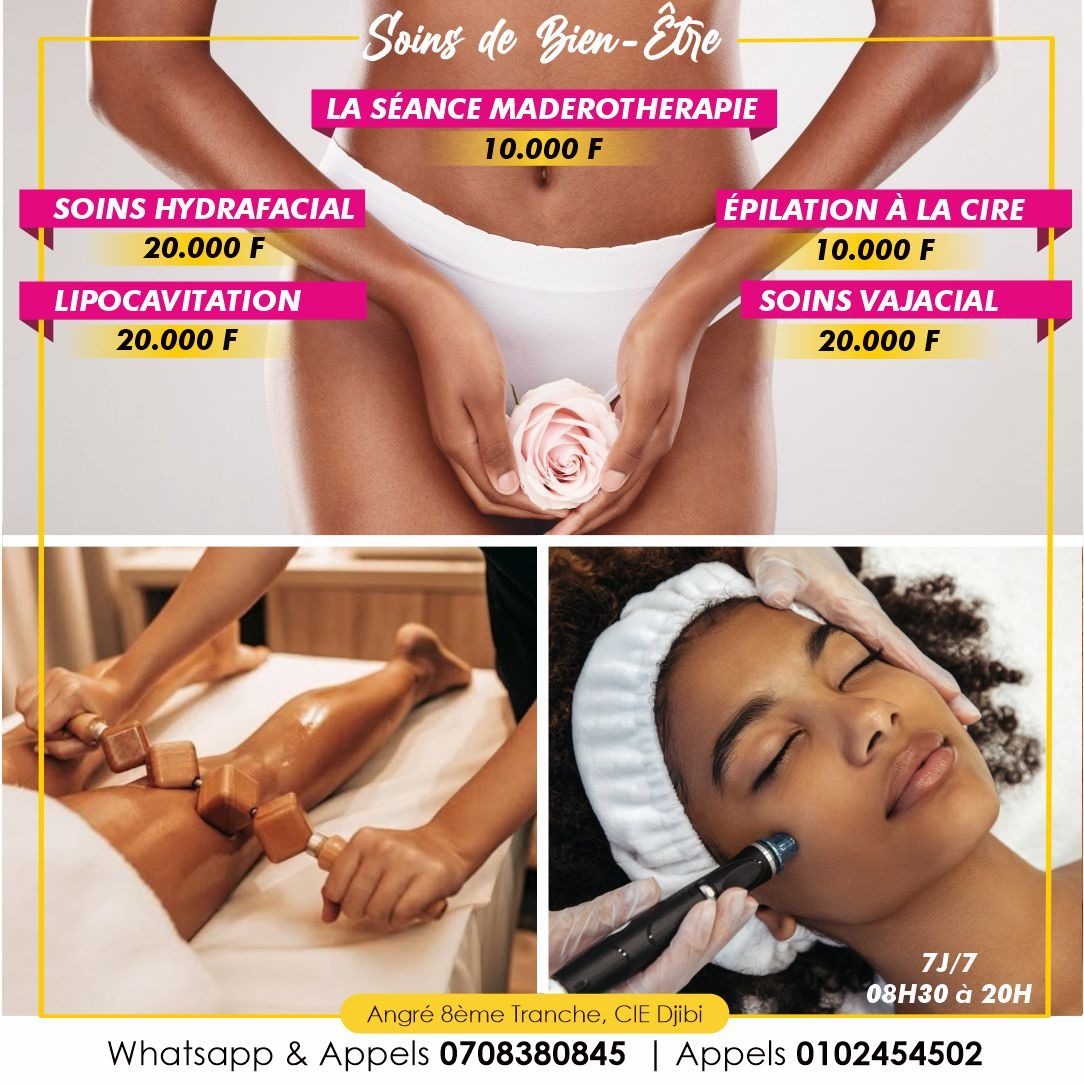 Soins de Bien-Être
LA SÉANCE MADEROTHERAPIE
10.000 F
SOINS HYDRAFACIAL
20.000 F
LIPOCAVITATION
20.000 F
ÉPILATION À LA CIRE
10.000 F
SOINS VAJACIAL
20.000 F
7J/7
08H30 à 20H
Angré 8ème Tranche, CIE Djibi
Whatsapp & Appels 0708380845 | Appels 0102454502